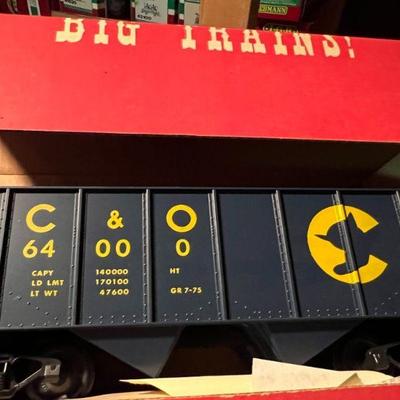 BIG TRAINS!
C & O
64 00 0
CAPY 140000 HT
LD LMT 170100
LT WT 47600 GR 7-75